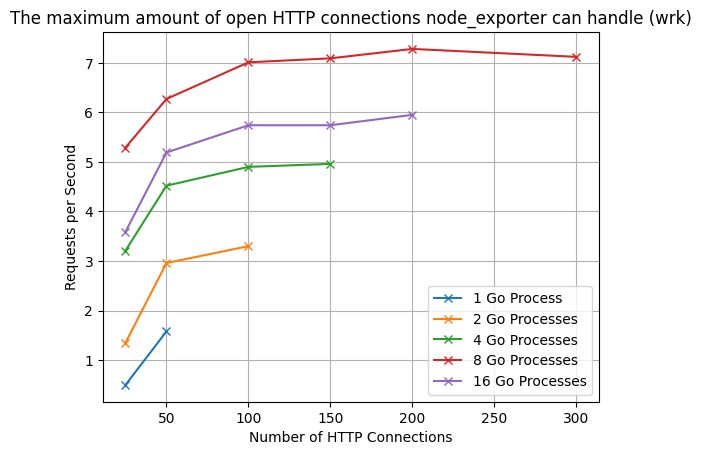 The maximum amount of open HTTP connections node_exporter can handle (wrk)
7
6
5
4
3
2
1
Requests per Second
1 Go Process
2 Go Processes
4 Go Processes
8 Go Processes
16 Go Processes
50 100 150 200 250 300
Number of HTTP Connections